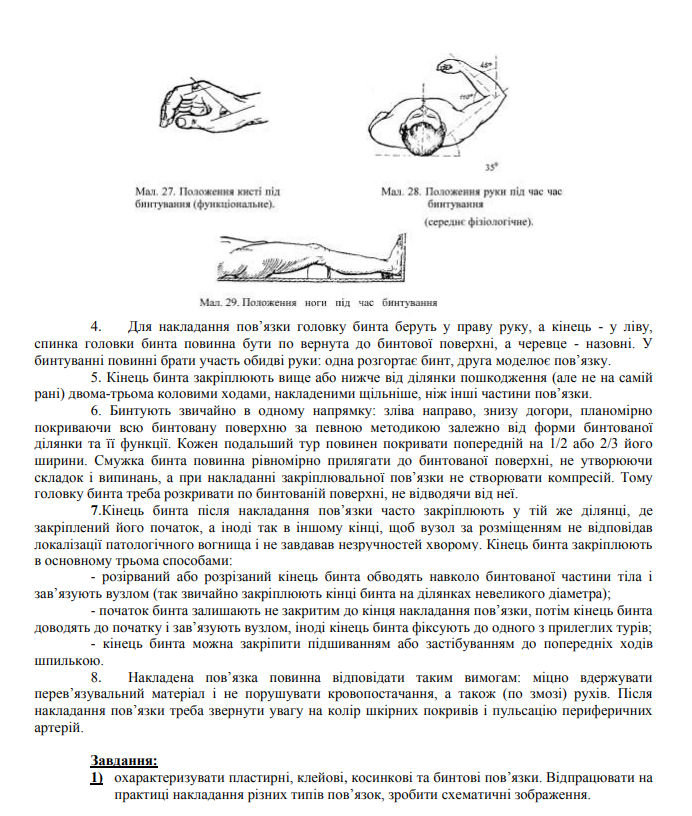 45°
110°
35°
Мал. 27. Положення кисті під
бинтування (функціональне).
Мал. 28. Положення руки під час час
бинтування
(середнє фізіологічне).
Мал. 29. Положення ноги під час бинтування
4. Для накладання пов’язки головку бинта беруть у праву руку, а кінець - у ліву,
спинка головки бинта повинна бути по вернута до бинтової поверхні, а черевце - назовні. У
бинтуванні повинні брати участь обидві руки: одна розгортає бинт, друга моделює пов’язку.
5. Кінець бинта закріплюють вище або нижче від ділянки пошкодження (але не на самій
рані) двома-трьома коловими ходами, накладеними щільніше, ніж інші частини пов’язки.
6. Бинтують звичайно в одному напрямку: зліва направо, знизу догори, планомірно
покриваючи всю бинтовану поверхню за певною методикою залежно від форми бинтованої
ділянки та її функції. Кожен подальший тур повинен покривати попередній на 1/2 або 2/3 його
ширини. Смужка бинта повинна рівномірно прилягати до бинтованої поверхні, не утворюючи
складок і випинань, а при накладанні закріплювальної пов’язки не створювати компресій. Тому
головку бинта треба розкривати по бинтованій поверхні, не відводячи від неї.
7.Кінець бинта після накладання пов’язки часто закріплюють у тій же ділянці, де
закріплений його початок, а іноді так в іншому кінці, щоб вузол за розміщенням не відповідав
локалізації патологічного вогнища і не завдавав незручностей хворому. Кінець бинта закріплюють
в основному трьома способами:
- розірваний або розрізаний кінець бинта обводять навколо бинтованої частини тіла і
зав’язують вузлом (так звичайно закріплюють кінці бинта на ділянках невеликого діаметра);
- початок бинта залишають не закритим до кінця накладання пов’язки, потім кінець бинта
доводять до початку і зав’язують вузлом, іноді кінець бинта фіксують до одного з прилеглих турів;
- кінець бинта можна закріпити підшиванням або застібуванням до попередніх ходів
шпилькою.
8. Накладена пов’язка повинна відповідати таким вимогам: міцно вдержувати
перев’язувальний матеріал і не порушувати кровопостачання, а також (по змозі) рухів. Після
накладання пов’язки треба звернути увагу на колір шкірних покривів і пульсацію периферичних
артерій.
Завдання:
1) охарактеризувати пластирні, клейові, косинкові та бинтові пов’язки. Відпрацювати на
практиці накладання різних типів пов’язок, зробити схематичні зображення.